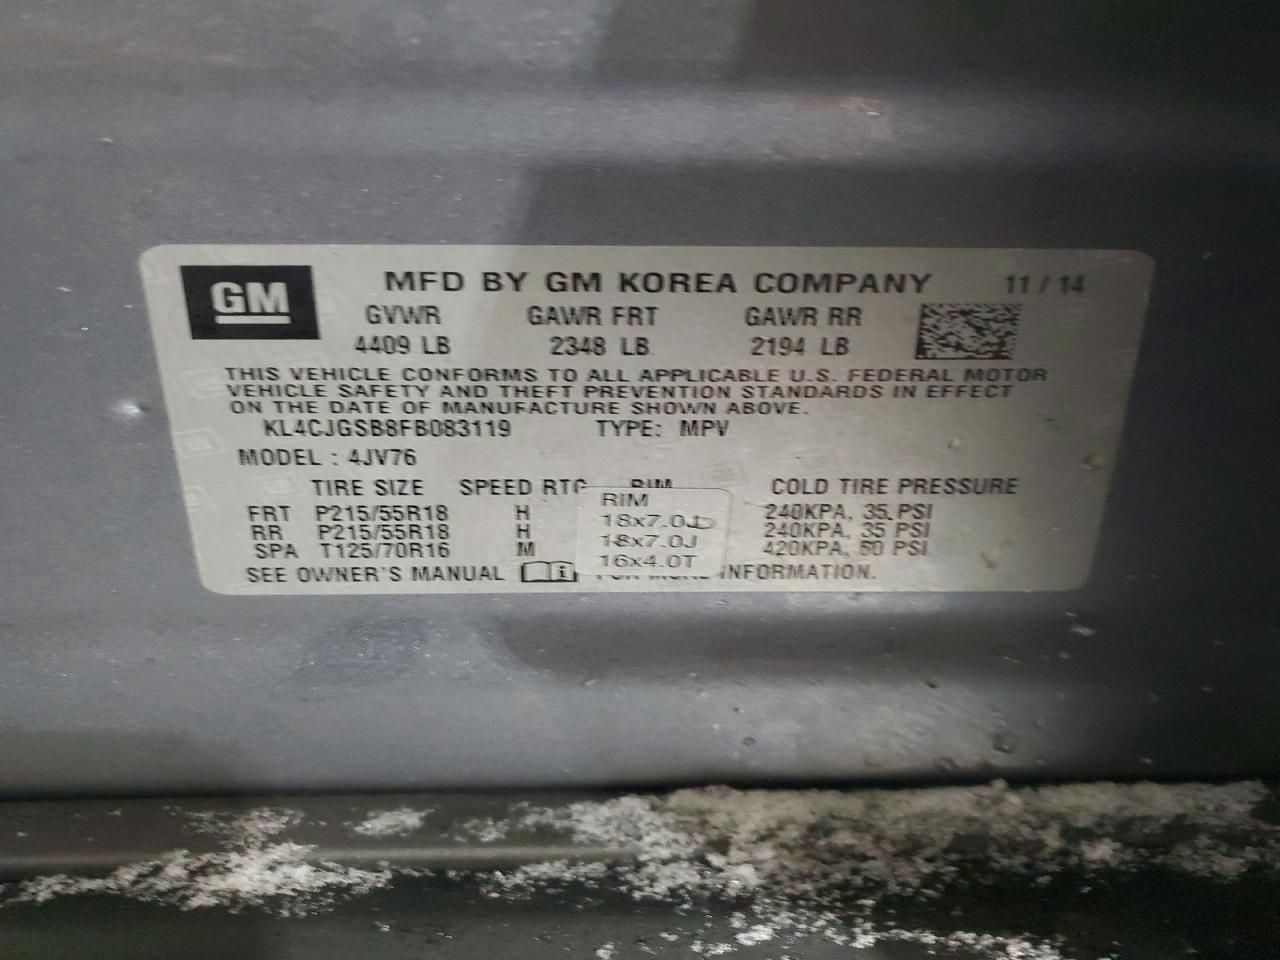 GM
MFD BY GM KOREA COMPANY 11 / 14
GVWR GAWR FRT GAWR RR
4409 LB 2348 LB 2194 LB
THIS VEHICLE CONFORMS TO ALL APPLICABLE U.S. FEDERAL MOTOR
VEHICLE SAFETY AND THEFT PREVENTION STANDARDS IN EFFECT
ON THE DATE OF MANUFACTURE SHOWN ABOVE.
KL4CJGSB8FB083119 TYPE: MPV
MODEL : 4JV76
TIRE SIZE SPEED RTG RIM COLD TIRE PRESSURE
RIM
FRT P215/55R18 H 18x7.0J 240KPA, 35 PSI
RR P215/55R18 H 18x7.0J 240KPA, 35 PSI
SPA T125/70R16 M 16x4.0T 420KPA, 60 PSI
SEE OWNER'S MANUAL i FOR MORE INFORMATION.